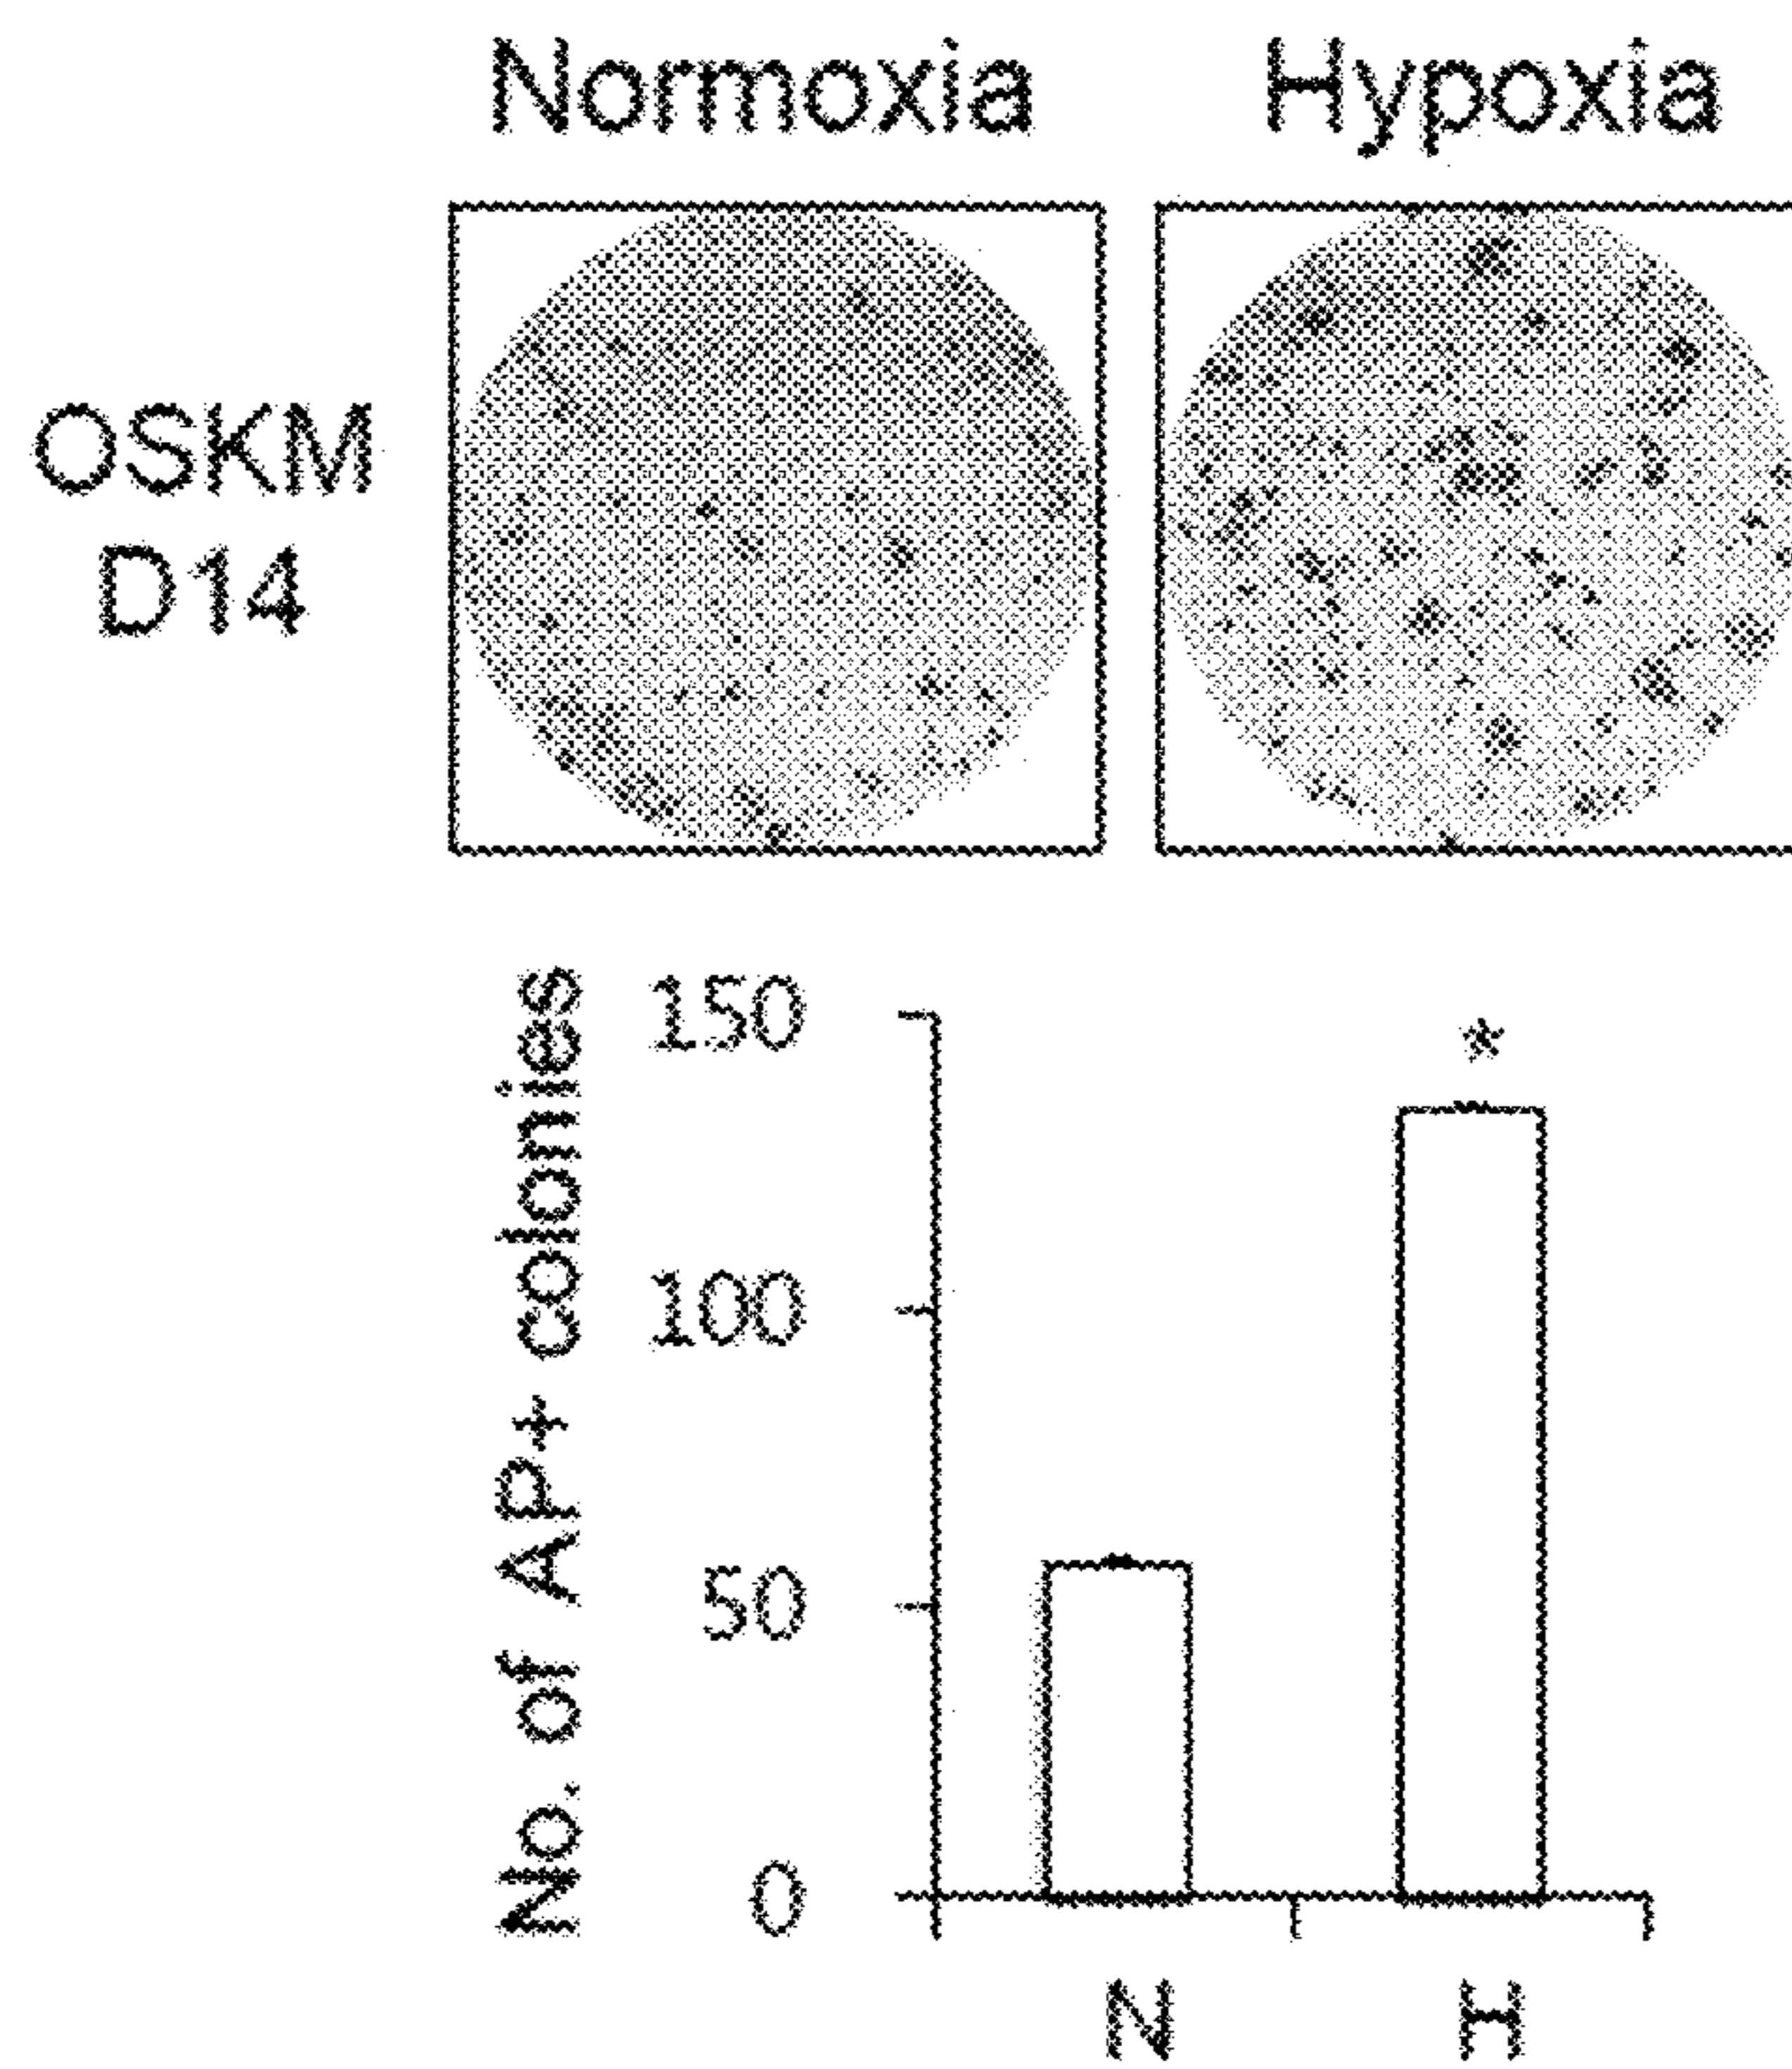 Normoxia Hypoxia
OSKM
D14
No. of AP+ colonies
150
*
100
50
0
N H